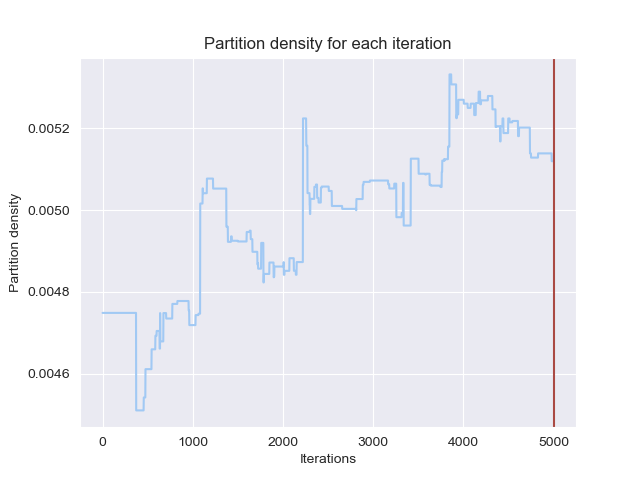 Partition density for each iteration
Partition density
0.0052
0.0050
0.0048
0.0046
0 1000 2000 3000 4000 5000
Iterations